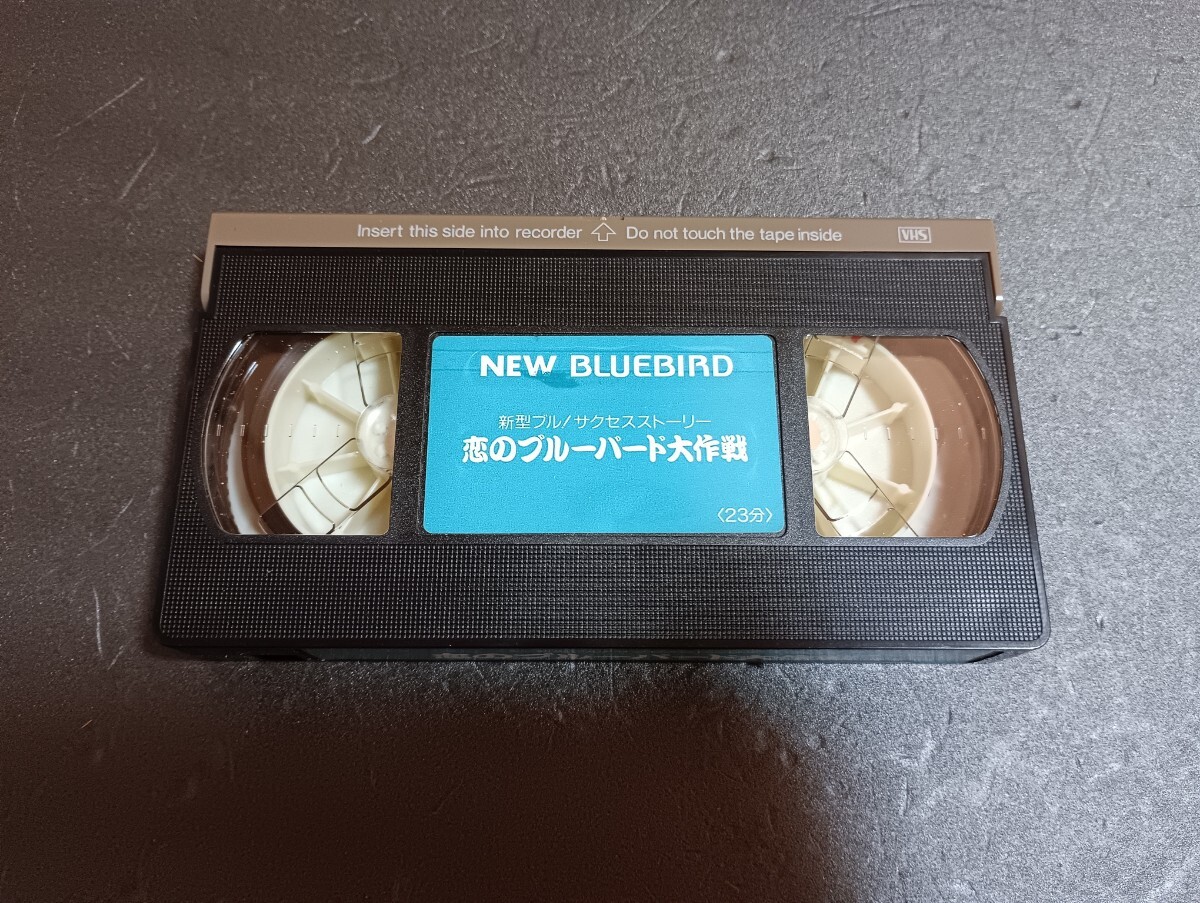 Insert this side into recorder ⇧ Do not touch the tape inside VHS
NEW BLUEBIRD
新型ブル!サクセスストーリー
恋のブルーバード大作戦
〈23分〉